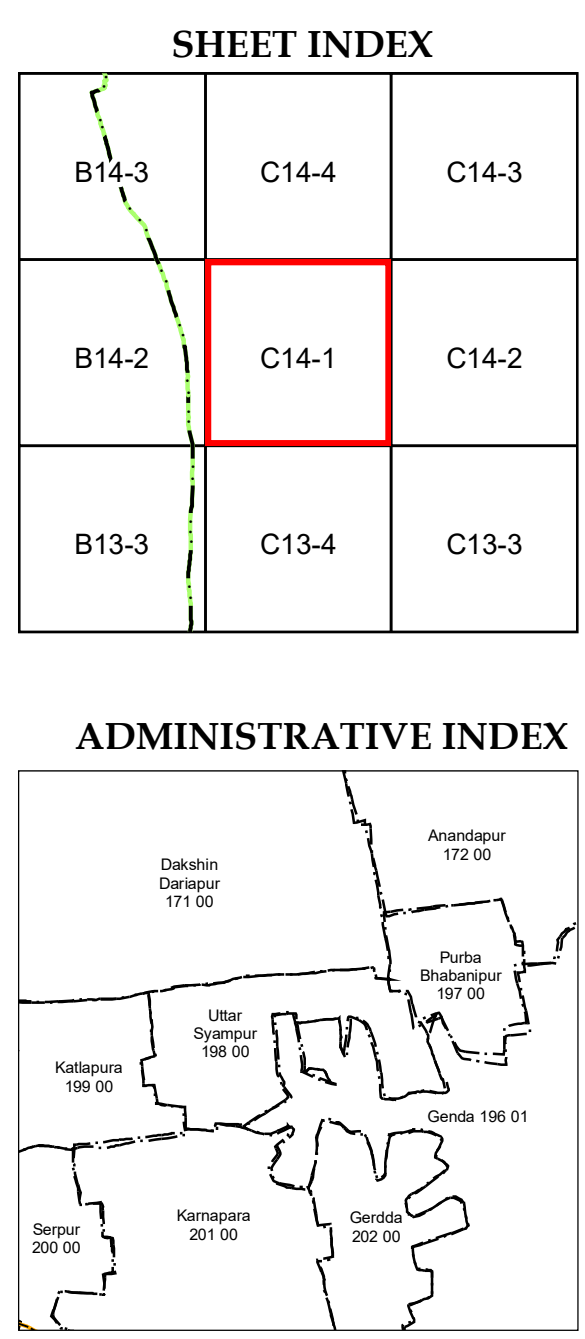 SHEET INDEX
B14-3
C14-4
C14-3
B14-2
C14-1
C14-2
B13-3
C13-4
C13-3
ADMINISTRATIVE INDEX
Anandapur
172 00
Dakshin
Dariapur
171 00
Purba
Bhabanipur
197 00
Uttar
Syampur
198 00
Katlapura
199 00
Genda 196 01
Serpur
200 00
Karnapara
201 00
Gerdda
202 00